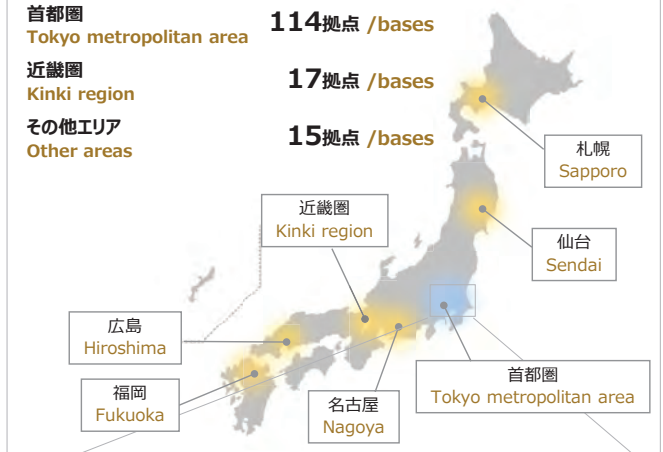 首都圏 114拠点 /bases
Tokyo metropolitan area
近畿圏 17拠点 /bases
Kinki region
その他エリア 15拠点 /bases
Other areas
札幌
Sapporo
近畿圏
Kinki region
仙台
Sendai
広島
Hiroshima
首都圏
Tokyo metropolitan area
福岡
Fukuoka
名古屋
Nagoya